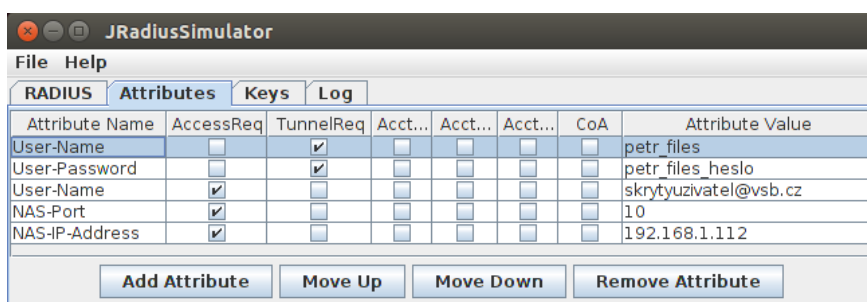 JRadiusSimulator
File Help
RADIUS Attributes Keys Log
Attribute Name AccessReq TunnelReq Acct... Acct... Acct... CoA Attribute Value
User-Name petr_files
User-Password petr_files_heslo
User-Name skrytyuzivatel@vsb.cz
NAS-Port 10
NAS-IP-Address 192.168.1.112
Add Attribute Move Up Move Down Remove Attribute